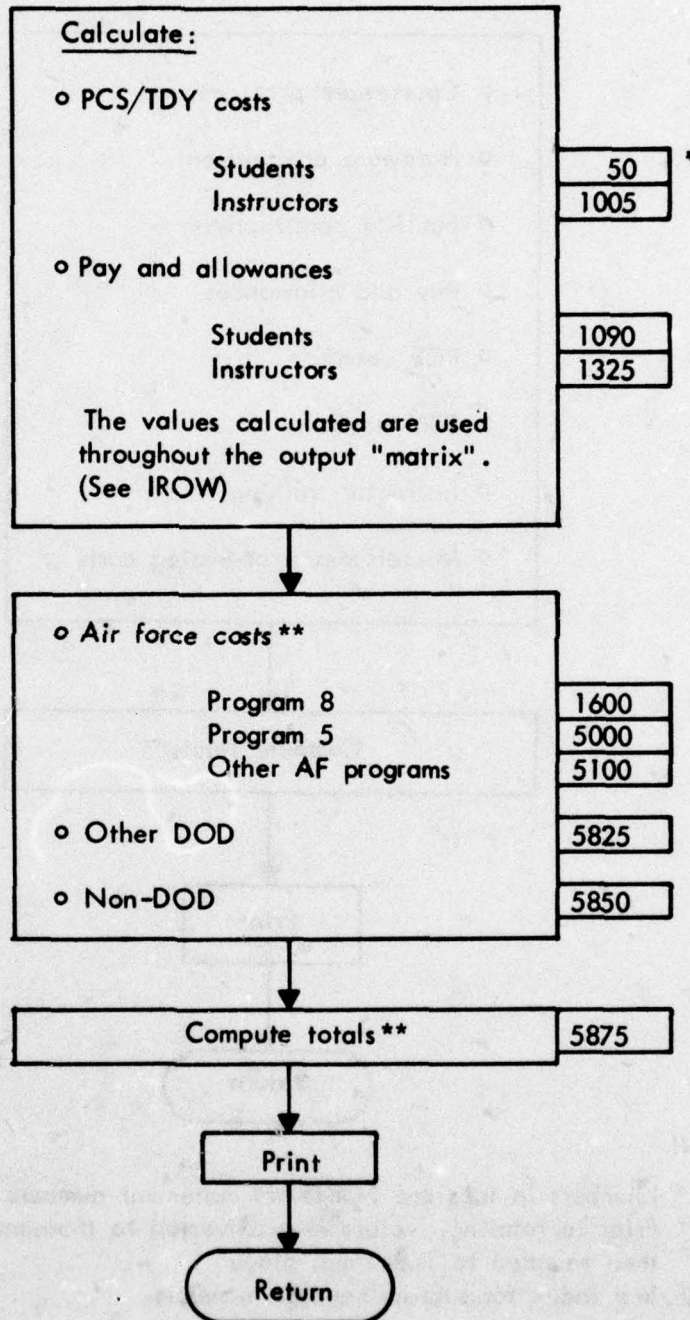 Calculate:
o PCS/TDY costs
Students 50
Instructors 1005
o Pay and allowances
Students 1090
Instructors 1325
The values calculated are used
throughout the output "matrix".
(See IROW)
o Air force costs**
Program 8 1600
Program 5 5000
Other AF programs 5100
o Other DOD 5825
o Non-DOD 5850
Compute totals** 5875
Print
Return